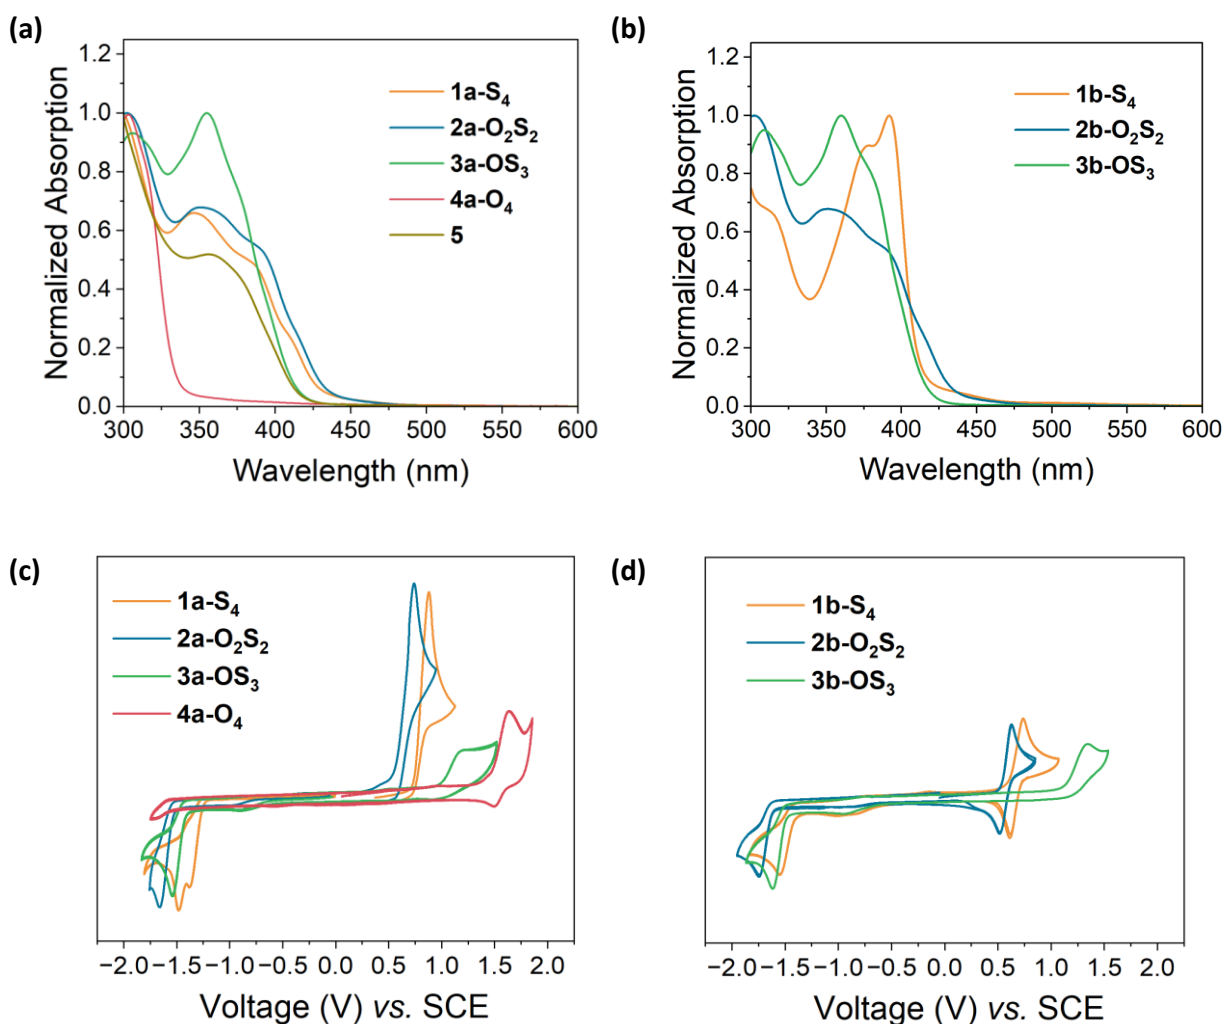 (a)
1.2
1.0
0.8
0.6
0.4
0.2
0.0
Normalized Absorption
1a-S₄
2a-O₂S₂
3a-OS₃
4a-O₄
5
300 350 400 450 500 550 600
Wavelength (nm)
(b)
1.2
1.0
0.8
0.6
0.4
0.2
0.0
Normalized Absorption
1b-S₄
2b-O₂S₂
3b-OS₃
300 350 400 450 500 550 600
Wavelength (nm)
(c)
1a-S₄
2a-O₂S₂
3a-OS₃
4a-O₄
−2.0 −1.5 −1.0 −0.5 0.0 0.5 1.0 1.5 2.0
Voltage (V) vs. SCE
(d)
1b-S₄
2b-O₂S₂
3b-OS₃
−2.0 −1.5 −1.0 −0.5 0.0 0.5 1.0 1.5 2.0
Voltage (V) vs. SCE